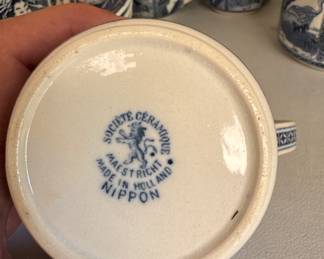 SOCIÉTÉ CÉRAMIQUE
MAESTRICHT
MADE IN HOLLAND
NIPPON